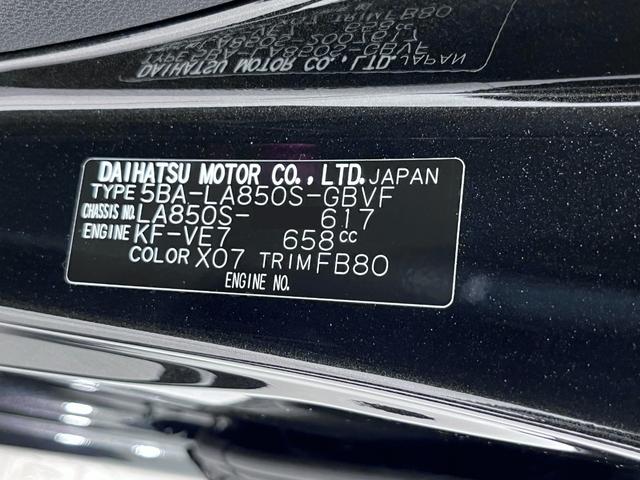 DAIHATSU MOTOR CO.,LTD. JAPAN
TYPE 5BA-LA850S-GBVF
CHASSIS NO. LA850S- 617
ENGINE KF-VE7 658cc
COLOR X07 TRIM FB80
ENGINE NO.